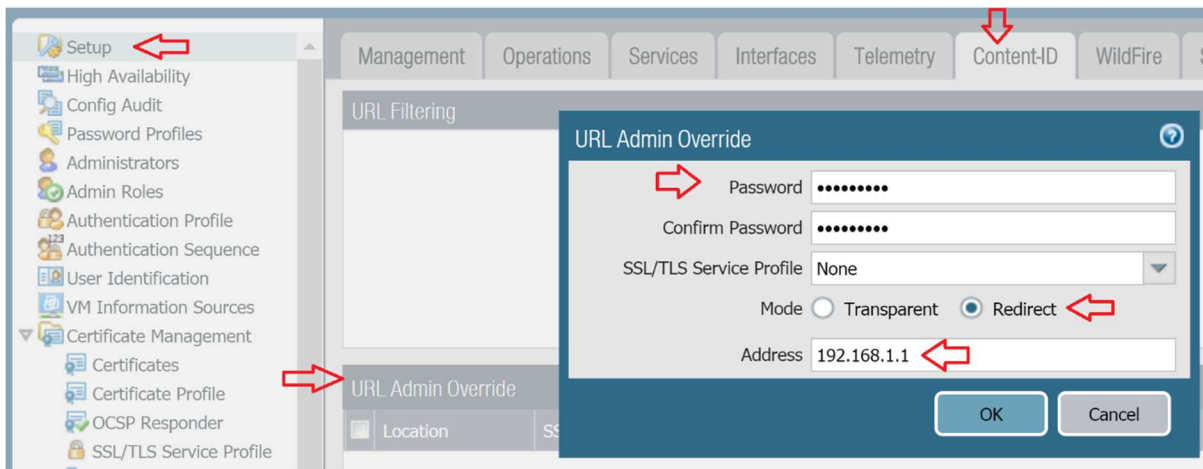 Setup
High Availability
Config Audit
Password Profiles
Administrators
Admin Roles
Authentication Profile
Authentication Sequence
User Identification
VM Information Sources
Certificate Management
Certificates
Certificate Profile
OCSP Responder
SSL/TLS Service Profile
Management Operations Services Interfaces Telemetry Content-ID WildFire
URL Filtering
URL Admin Override
Location
URL Admin Override
Password •••••••••
Confirm Password •••••••••
SSL/TLS Service Profile None
Mode Transparent Redirect
Address 192.168.1.1
OK Cancel